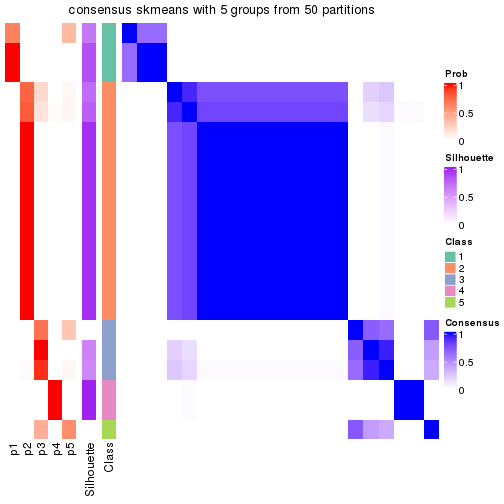 consensus skmeans with 5 groups from 50 partitions
Prob
1
0.5
0
Silhouette
1
0.5
0
Class
1
2
3
4
5
Consensus
1
0.5
0
p1
p2
p3
p4
p5
Silhouette
Class